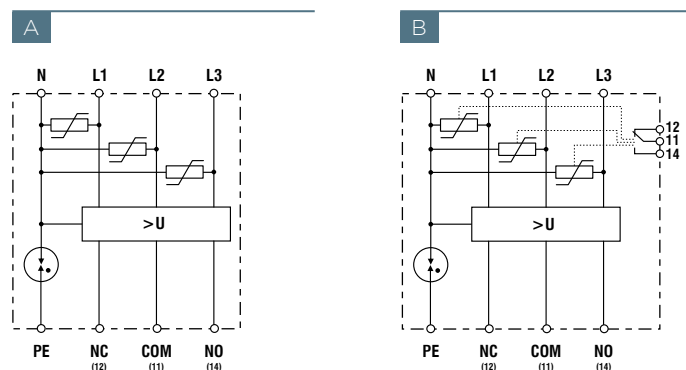 A
B
N L1 L2 L3
N L1 L2 L3
12
11
14
>U
>U
PE NC COM NO
(12) (11) (14)
PE NC COM NO
(12) (11) (14)